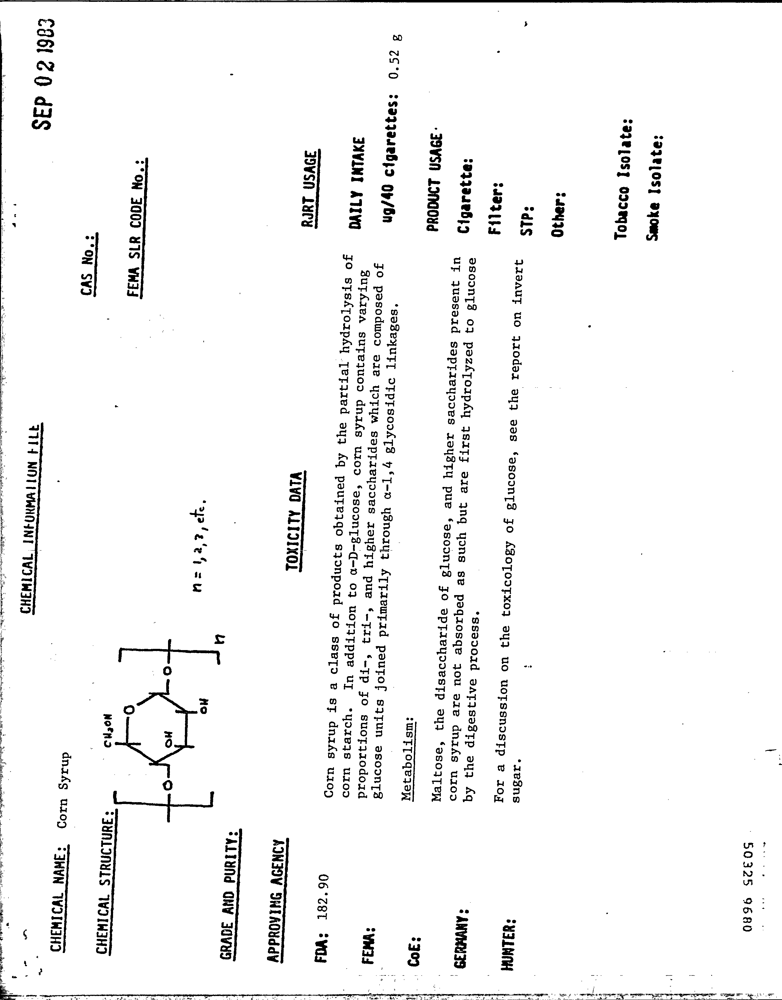 SEP 02 1983
CHEMICAL INFORMATION FILE
CHEMICAL NAME: Corn Syrup
CAS No.:
CHEMICAL STRUCTURE:
FEMA SLR CODE No.:
CH₂OH
O
O
OH
O
OH
n
n = 1,2,3, etc.
GRADE AND PURITY:
APPROVING AGENCY
TOXICITY DATA
RJRT USAGE
FDA: 182.90
FEMA:
CoE:
GERMANY:
HUNTER:
Corn syrup is a class of products obtained by the partial hydrolysis of
corn starch. In addition to α-D-glucose, corn syrup contains varying
proportions of di-, tri-, and higher saccharides which are composed of
glucose units joined primarily through α-1,4 glycosidic linkages.
Metabolism:
Maltose, the disaccharide of glucose, and higher saccharides present in
corn syrup are not absorbed as such but are first hydrolyzed to glucose
by the digestive process.
For a discussion on the toxicology of glucose, see the report on invert
sugar.
DAILY INTAKE
ug/40 cigarettes: 0.52 g
PRODUCT USAGE
Cigarette:
Filter:
STP:
Other:
Tobacco Isolate:
Smoke Isolate:
50325 9680